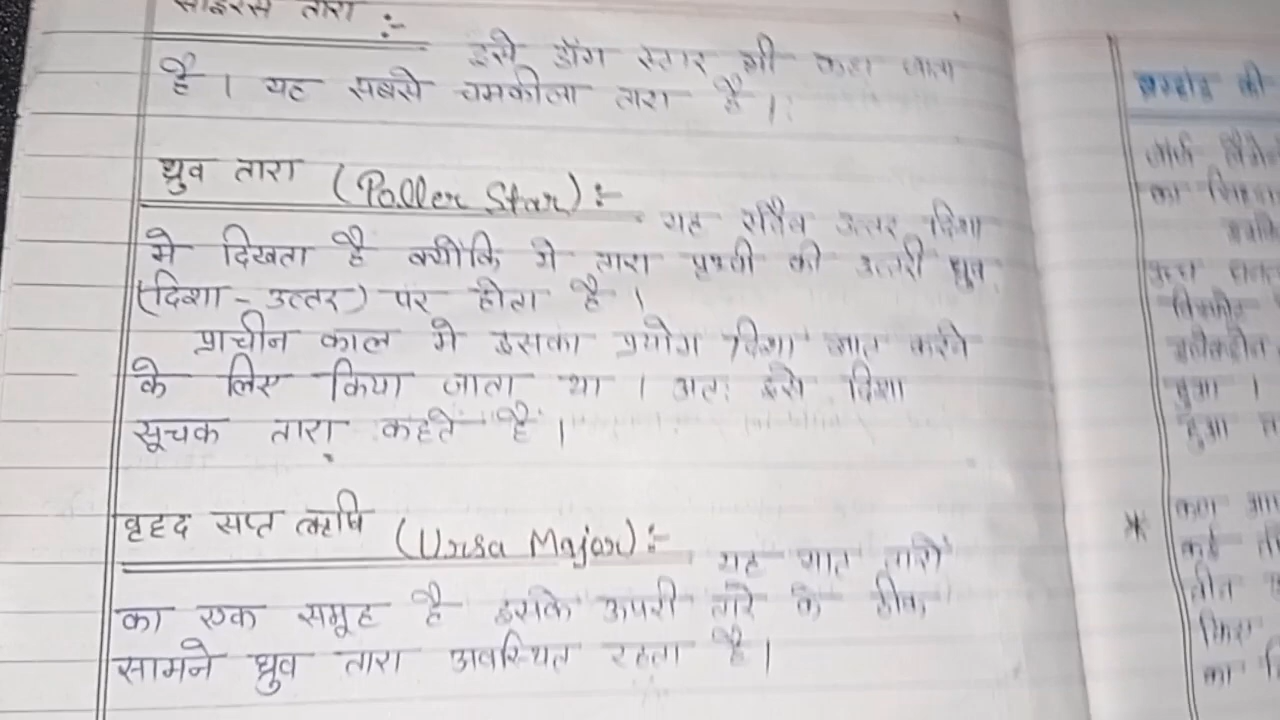 साइरस तारा :-
इसे डॉग स्टार भी कहा जाता
है । यह सबसे चमकीला तारा है ।
ध्रुव तारा (Poller Star) :-
यह सदैव उत्तर दिशा
मे दिखता है क्योकि ये तारा पृथ्वी की उत्तरी ध्रुव
(दिशा - उत्तर) पर होता है ।
प्राचीन काल मे इसका प्रयोग दिशा ज्ञात करने
के लिए किया जाता था । अतः इसे दिशा
सूचक तारा कहते है ।
वृहद सप्त ऋषि (Ursa Major) :-
यह सात तारो
का एक समूह है इसके ऊपरी तारे के ठीक
सामने ध्रुव तारा अवस्थित रहता है ।
ब्रह्मांड की
का
हुआ ।
हुआ
*
का